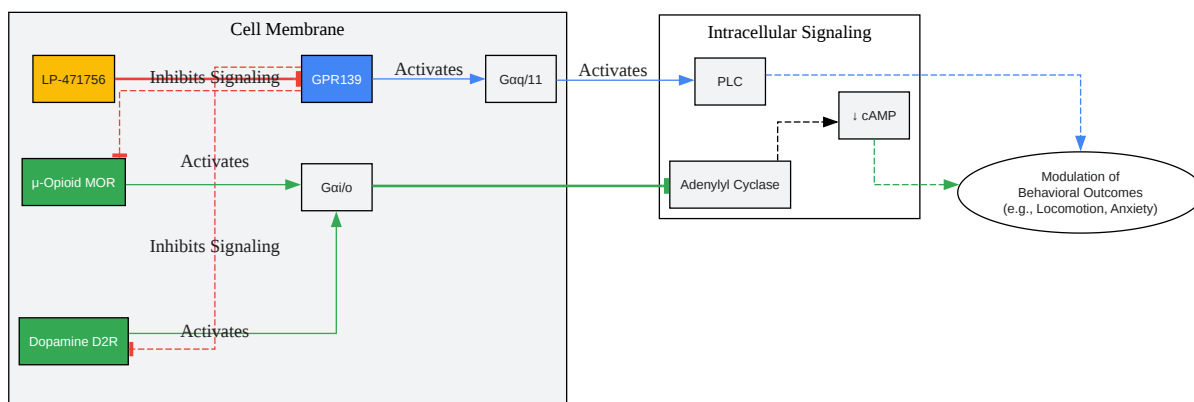 Cell Membrane
Intracellular Signaling
LP-471756
Inhibits Signaling
GPR139
Activates
Gαq/11
Activates
PLC
↓ cAMP
μ-Opioid MOR
Activates
Gαi/o
Adenylyl Cyclase
Modulation of
Behavioral Outcomes
(e.g., Locomotion, Anxiety)
Inhibits Signaling
Dopamine D2R
Activates